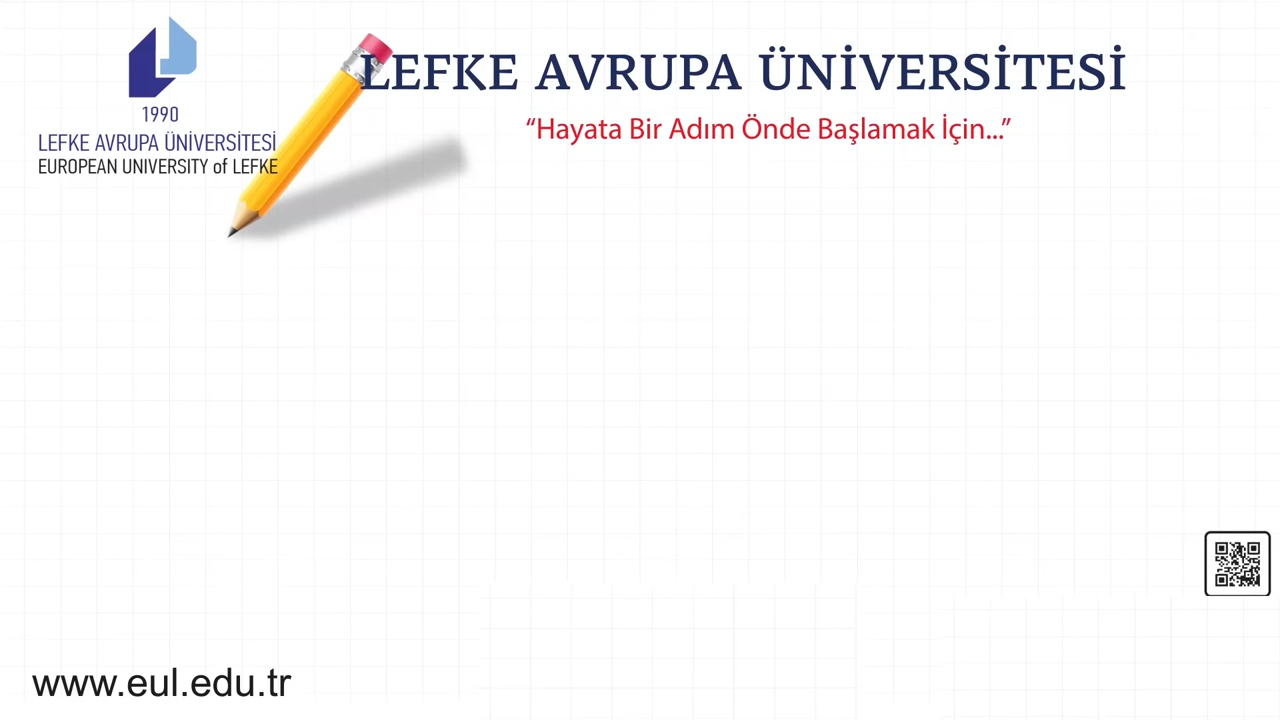 1990
LEFKE AVRUPA ÜNİVERSİTESİ
EUROPEAN UNIVERSITY of LEFKE
LEFKE AVRUPA ÜNİVERSİTESİ
“Hayata Bir Adım Önde Başlamak İçin...”
www.eul.edu.tr